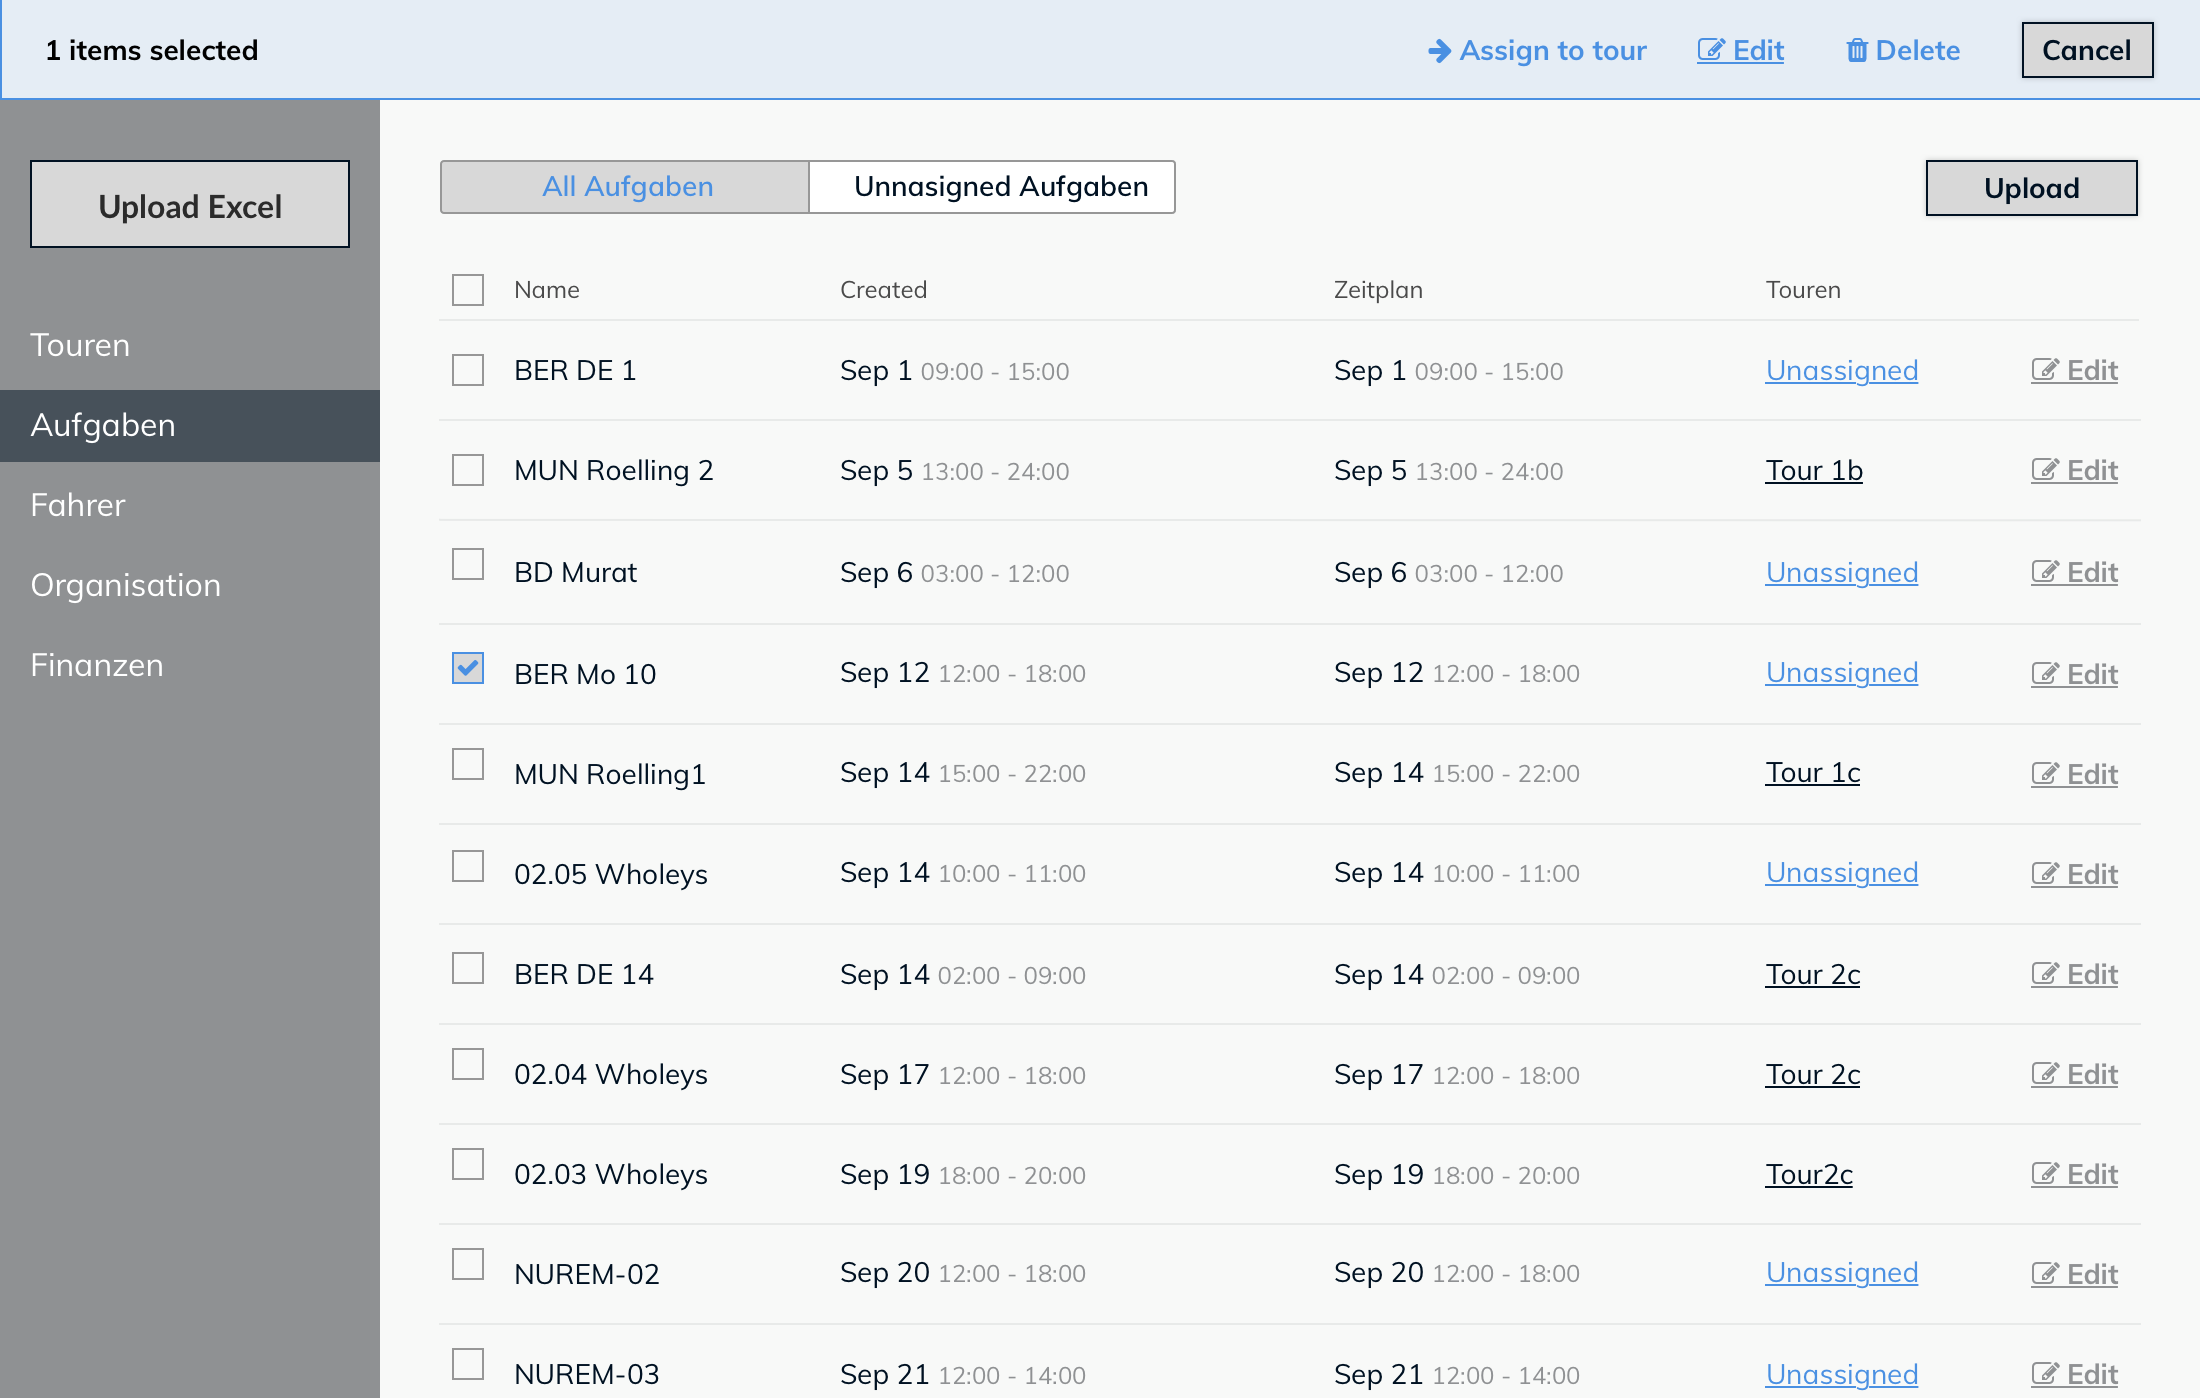 1 items selected
Assign to tour
Edit
Delete
Cancel
Upload Excel
Touren
Aufgaben
Fahrer
Organisation
Finanzen
All Aufgaben
Unnasigned Aufgaben
Upload
Name Created Zeitplan Touren
BER DE 1 Sep 1 09:00 - 15:00 Sep 1 09:00 - 15:00 Unassigned Edit
MUN Roelling 2 Sep 5 13:00 - 24:00 Sep 5 13:00 - 24:00 Tour 1b Edit
BD Murat Sep 6 03:00 - 12:00 Sep 6 03:00 - 12:00 Unassigned Edit
BER Mo 10 Sep 12 12:00 - 18:00 Sep 12 12:00 - 18:00 Unassigned Edit
MUN Roelling1 Sep 14 15:00 - 22:00 Sep 14 15:00 - 22:00 Tour 1c Edit
02.05 Wholeys Sep 14 10:00 - 11:00 Sep 14 10:00 - 11:00 Unassigned Edit
BER DE 14 Sep 14 02:00 - 09:00 Sep 14 02:00 - 09:00 Tour 2c Edit
02.04 Wholeys Sep 17 12:00 - 18:00 Sep 17 12:00 - 18:00 Tour 2c Edit
02.03 Wholeys Sep 19 18:00 - 20:00 Sep 19 18:00 - 20:00 Tour2c Edit
NUREM-02 Sep 20 12:00 - 18:00 Sep 20 12:00 - 18:00 Unassigned Edit
NUREM-03 Sep 21 12:00 - 14:00 Sep 21 12:00 - 14:00 Unassigned Edit